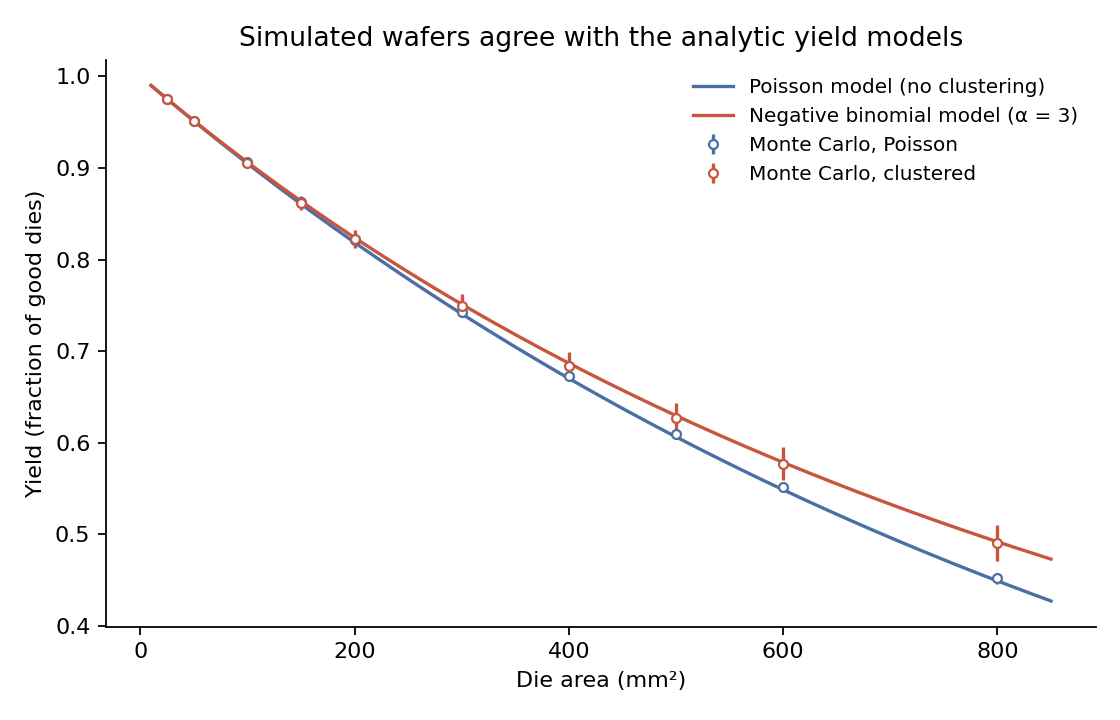 Simulated wafers agree with the analytic yield models
Poisson model (no clustering)
Negative binomial model (α = 3)
Monte Carlo, Poisson
Monte Carlo, clustered
Yield (fraction of good dies)
1.0
0.9
0.8
0.7
0.6
0.5
0.4
0 200 400 600 800
Die area (mm²)